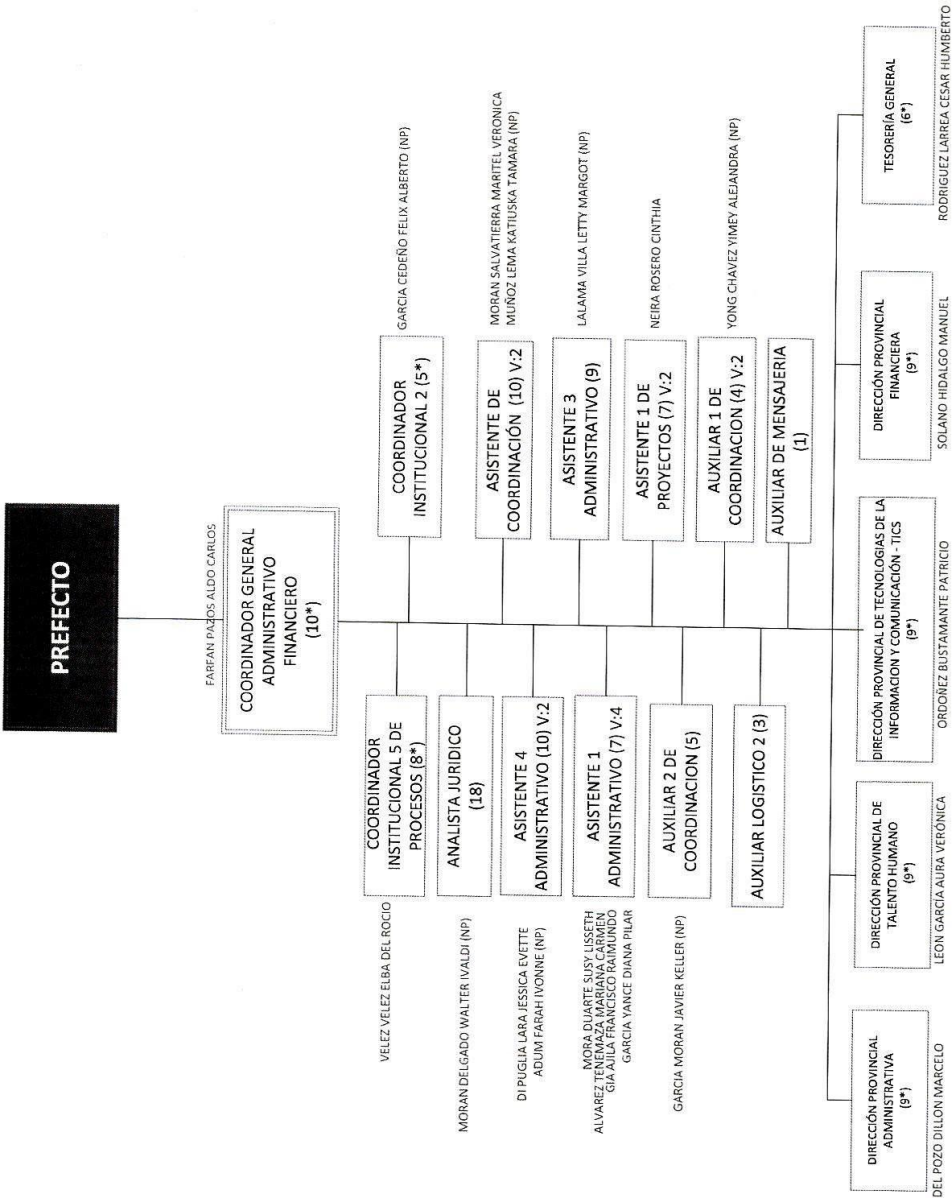 PREFECTO
FARFAN PAZOS ALDO CARLOS
COORDINADOR GENERAL
ADMINISTRATIVO
FINANCIERO
(10*)
VELEZ VELEZ ELBA DEL ROCIO
COORDINADOR
INSTITUCIONAL 5 DE
PROCESOS (8*)
COORDINADOR
INSTITUCIONAL 2 (5*)
GARCIA CEDEÑO FELIX ALBERTO (NP)
MORAN DELGADO WALTER IVALDI (NP)
ANALISTA JURIDICO
(18)
ASISTENTE DE
COORDINACIÓN (10) V:2
MORAN SALVATIERRA MARITEL VERONICA
MUÑOZ LEMA KATIUSKA TAMARA (NP)
DI PUGLIA LARA JESSICA EVETTE
ADUM FARAH IVONNE (NP)
ASISTENTE 4
ADMINISTRATIVO (10) V:2
ASISTENTE 3
ADMINISTRATIVO (9)
LALAMA VILLA LETTY MARGOT (NP)
MORA DUARTE SUSY LISSETH
ALVAREZ TENEMAZA MARIANA CARMEN
GIA AJILA FRANCISCO RAIMUNDO
GARCIA YANCE DIANA PILAR
ASISTENTE 1
ADMINISTRATIVO (7) V:4
ASISTENTE 1 DE
PROYECTOS (7) V:2
NEIRA ROSERO CINTHIA
GARCIA MORAN JAVIER KELLER (NP)
AUXILIAR 2 DE
COORDINACION (5)
AUXILIAR 1 DE
COORDINACION (4) V:2
YONG CHAVEZ YIMEY ALEJANDRA (NP)
AUXILIAR LOGISTICO 2 (3)
AUXILIAR DE MENSAJERIA
(1)
DIRECCIÓN PROVINCIAL
ADMINISTRATIVA
(9*)
DEL POZO DILLON MARCELO
DIRECCIÓN PROVINCIAL DE
TALENTO HUMANO
(9*)
LEON GARCÍA AURA VERÓNICA
DIRECCIÓN PROVINCIAL DE TECNOLOGIAS DE LA
INFORMACION Y COMUNICACIÓN - TICS
(9*)
ORDOÑEZ BUSTAMANTE PATRICIO
DIRECCIÓN PROVINCIAL
FINANCIERA
(9*)
SOLANO HIDALGO MANUEL
TESORERÍA GENERAL
(6*)
RODRIGUEZ LARREA CESAR HUMBERTO